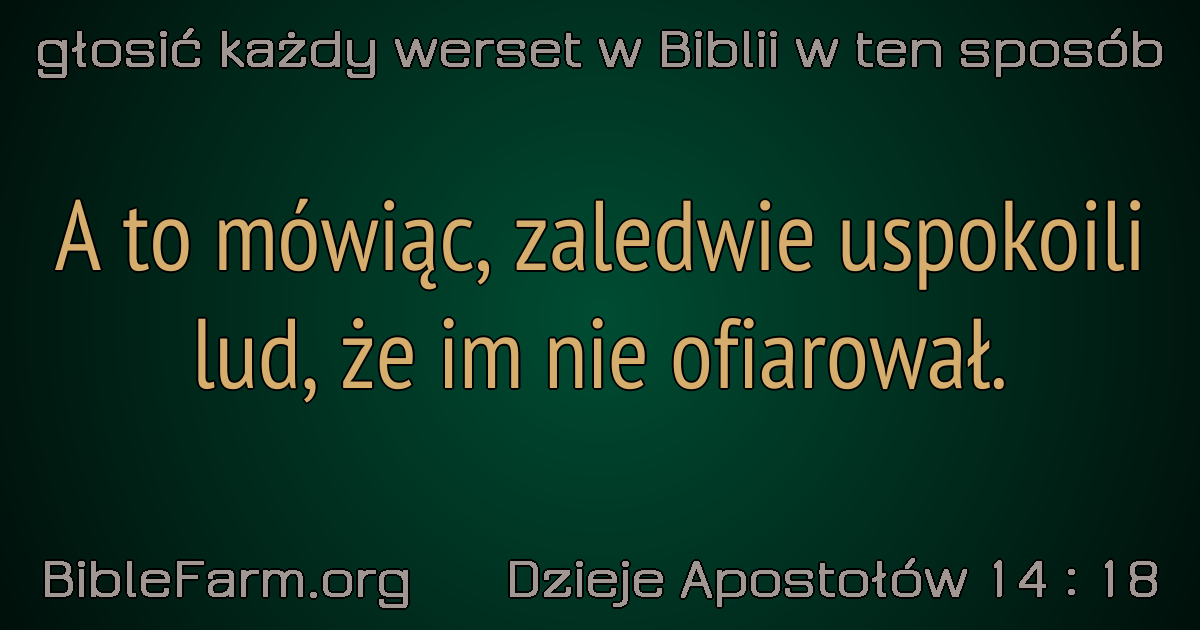 głosić każdy werset w Biblii w ten sposób
A to mówiąc, zaledwie uspokoili
lud, że im nie ofiarował.
BibleFarm.org
Dzieje Apostołów 14 : 18